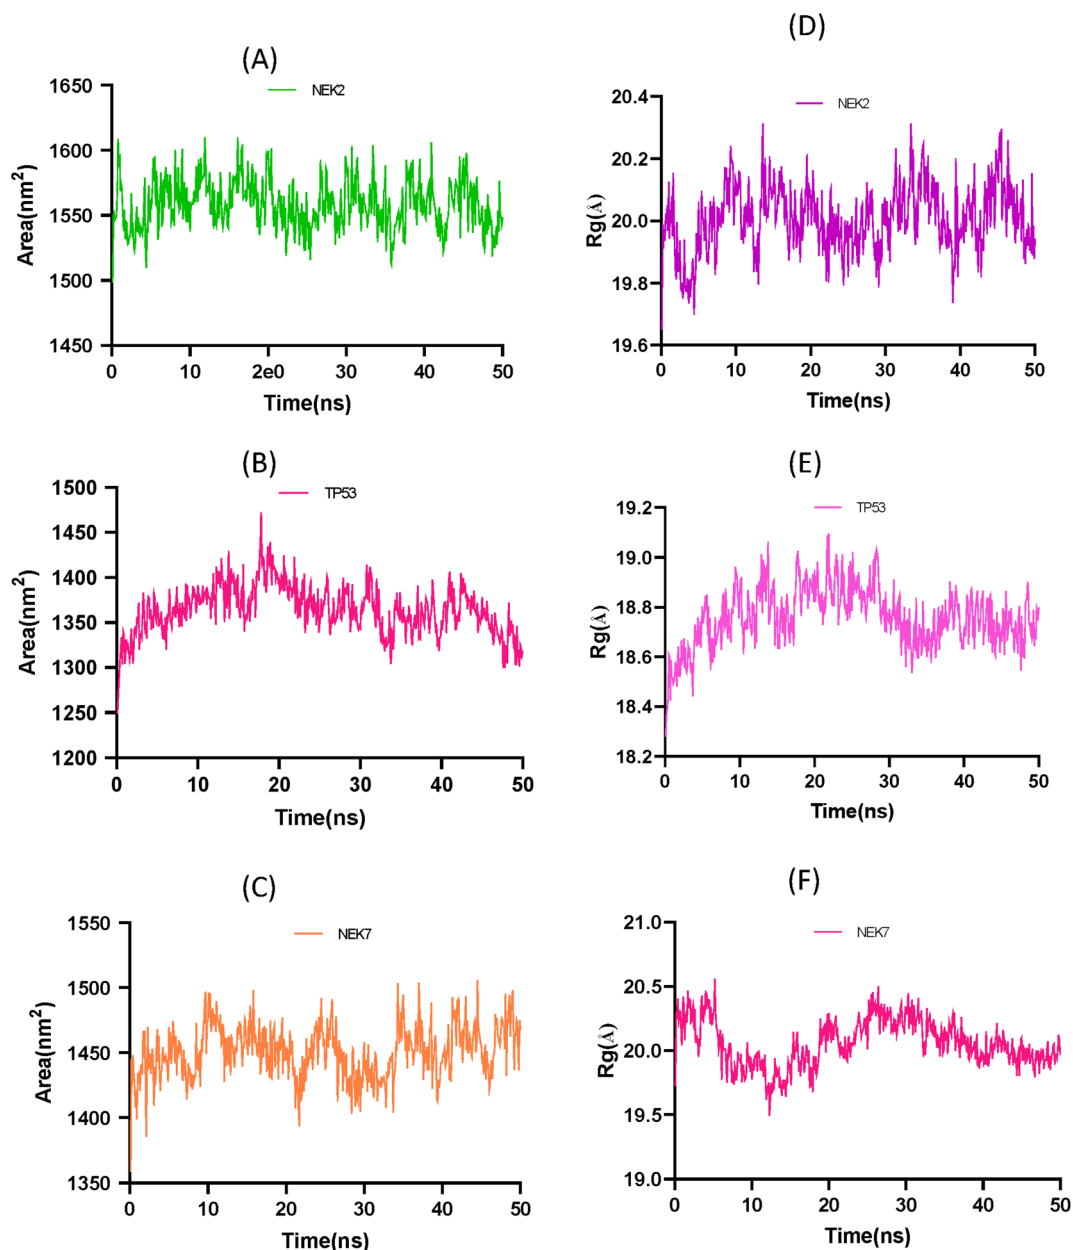 (A)
NEK2
Area(nm2)
1650
1600
1550
1500
1450
0 10 2e0 30 40 50
Time(ns)
(D)
NEK2
Rg(Å)
20.4
20.2
20.0
19.8
19.6
0 10 20 30 40 50
Time(ns)
(B)
TP53
Area(nm2)
1500
1450
1400
1350
1300
1250
1200
0 10 20 30 40 50
Time(ns)
(E)
TP53
Rg(Å)
19.2
19.0
18.8
18.6
18.4
18.2
0 10 20 30 40 50
Time(ns)
(C)
NEK7
Area(nm2)
1550
1500
1450
1400
1350
0 10 20 30 40 50
Time(ns)
(F)
NEK7
Rg(Å)
21.0
20.5
20.0
19.5
19.0
0 10 20 30 40 50
Time(ns)